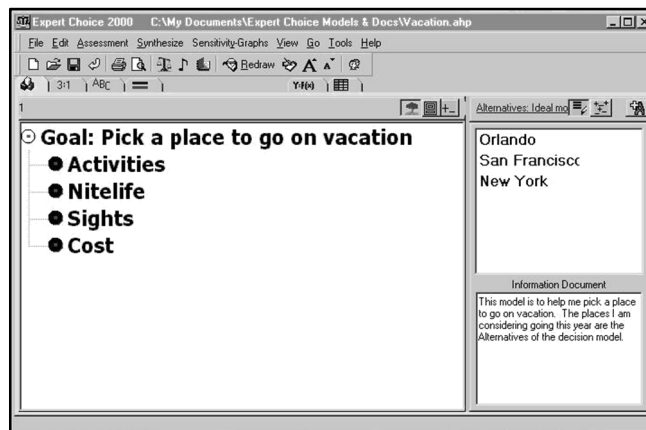 Expert Choice 2000 C:\My Documents\Expert Choice Models & Docs\Vacation.ahp
File Edit Assessment Synthesize Sensitivity-Graphs View Go Tools Help
Redraw A A
3:1 ABC Y=f(x)
1 Alternatives: Ideal mo
Goal: Pick a place to go on vacation
Activities
Nitelife
Sights
Cost
Orlando
San Francisco
New York
Information Document
This model is to help me pick a place
to go on vacation. The places I am
considering going this year are the
Alternatives of the decision model.